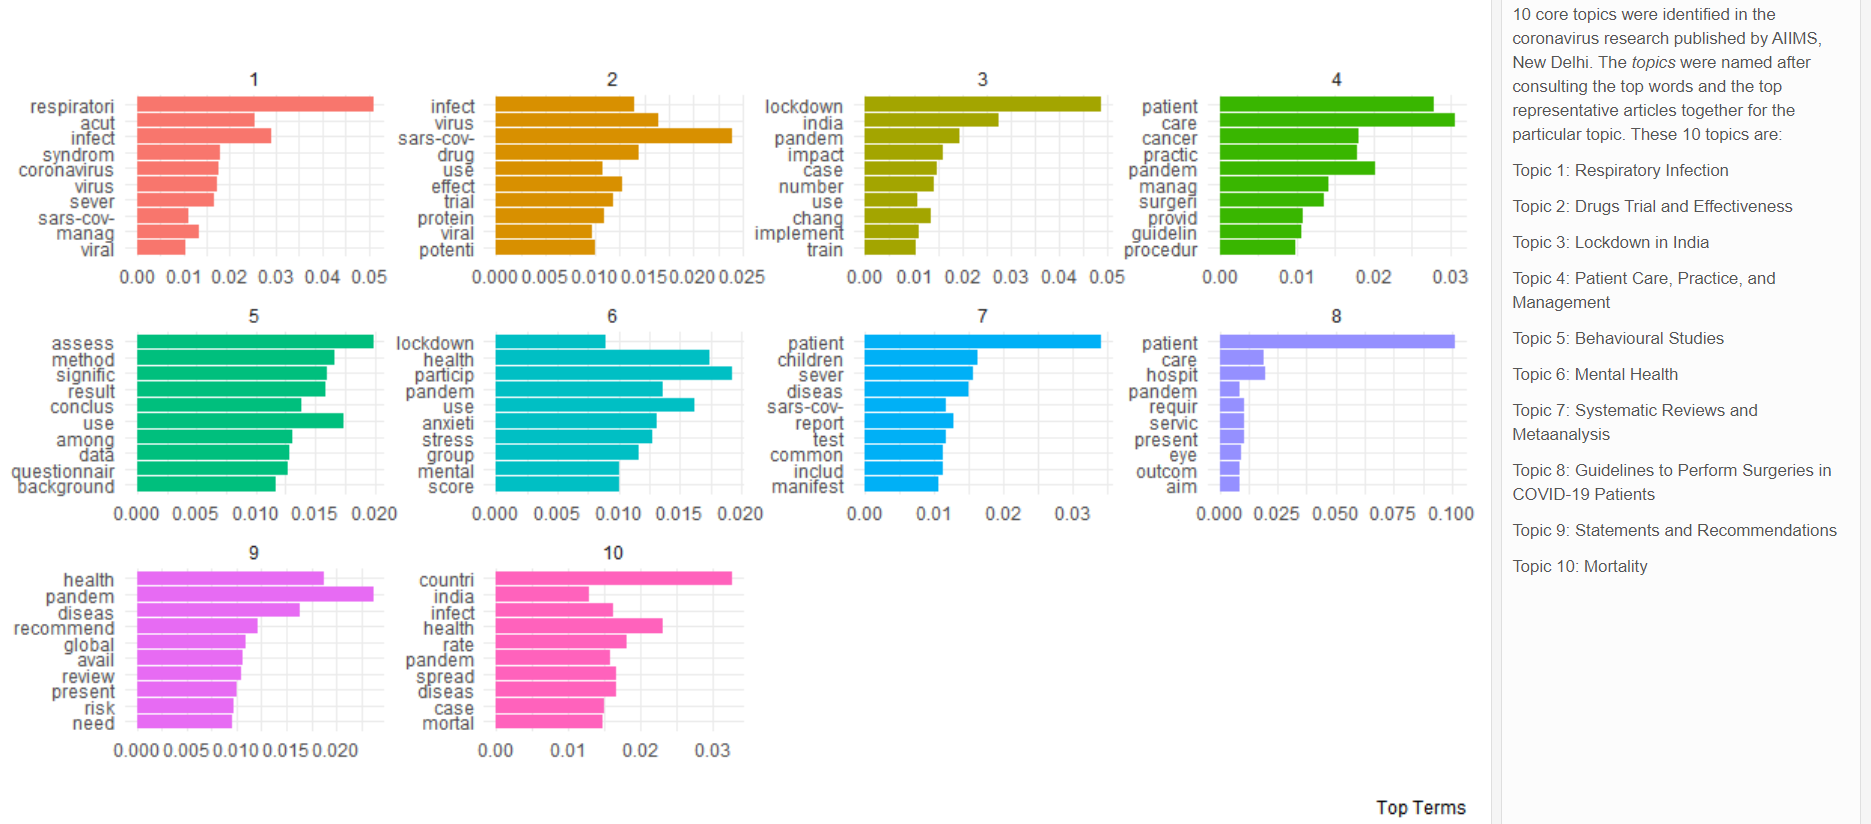 1
respiratori
acut
infect
syndrom
coronavirus
virus
sever
sars-cov-
manag
viral
0.00 0.01 0.02 0.03 0.04 0.05
2
infect
virus
sars-cov-
drug
use
effect
trial
protein
viral
potenti
0.000 0.005 0.010 0.015 0.020 0.025
3
lockdown
india
pandem
impact
case
number
use
chang
implement
train
0.00 0.01 0.02 0.03 0.04 0.05
4
patient
care
cancer
practic
pandem
manag
surgeri
provid
guidelin
procedur
0.00 0.01 0.02 0.03
5
assess
method
signific
result
conclus
use
among
data
questionnair
background
0.000 0.005 0.010 0.015 0.020
6
lockdown
health
particip
pandem
use
anxieti
stress
group
mental
score
0.000 0.005 0.010 0.015 0.020
7
patient
children
sever
diseas
sars-cov-
report
test
common
includ
manifest
0.00 0.01 0.02 0.03
8
patient
care
hospit
pandem
requir
servic
present
eye
outcom
aim
0.000 0.025 0.050 0.075 0.100
9
health
pandem
diseas
recommend
global
avail
review
present
risk
need
0.000 0.005 0.010 0.015 0.020
10
countri
india
infect
health
rate
pandem
spread
diseas
case
mortal
0.00 0.01 0.02 0.03
Top Terms
10 core topics were identified in the
coronavirus research published by AIIMS,
New Delhi. The topics were named after
consulting the top words and the top
representative articles together for the
particular topic. These 10 topics are:
Topic 1: Respiratory Infection
Topic 2: Drugs Trial and Effectiveness
Topic 3: Lockdown in India
Topic 4: Patient Care, Practice, and
Management
Topic 5: Behavioural Studies
Topic 6: Mental Health
Topic 7: Systematic Reviews and
Metaanalysis
Topic 8: Guidelines to Perform Surgeries in
COVID-19 Patients
Topic 9: Statements and Recommendations
Topic 10: Mortality